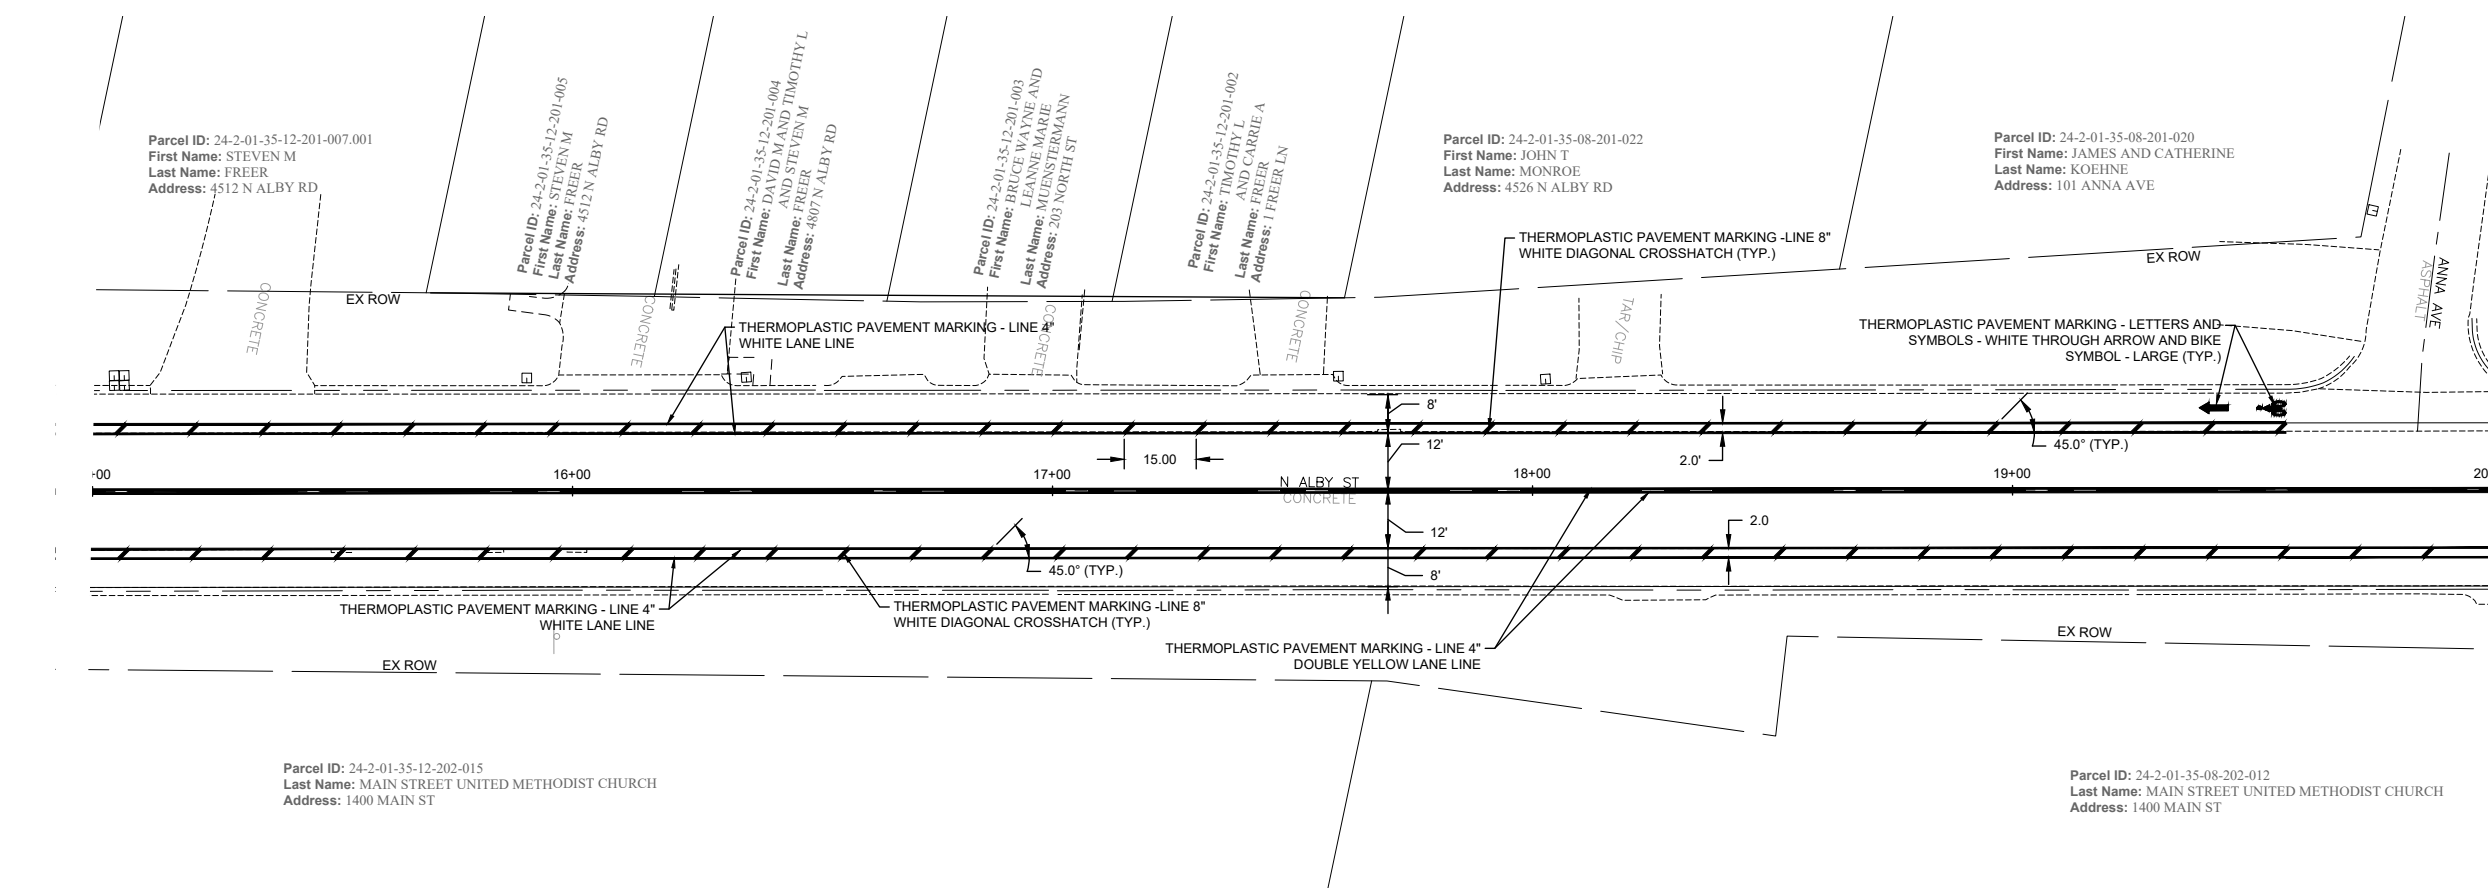 Parcel ID: 24-2-01-35-12-201-007.001
First Name: STEVEN M
Last Name: FREER
Address: 4512 N ALBY RD
Parcel ID: 24-2-01-35-12-201-005
First Name: STEVEN M
Last Name: FREER
Address: 4512 N ALBY RD
Parcel ID: 24-2-01-35-12-201-004
First Name: DAVID M AND TIMOTHY L
AND STEVEN M
Last Name: FREER
Address: 4807 N ALBY RD
Parcel ID: 24-2-01-35-12-201-003
First Name: BRUCE WAYNE AND
LEANNE MARIE
Last Name: MUENSTERMANN
Address: 203 NORTH ST
Parcel ID: 24-2-01-35-12-201-002
First Name: TIMOTHY L
AND CARRIE A
Last Name: FREER
Address: 1 FREER LN
Parcel ID: 24-2-01-35-08-201-022
First Name: JOHN T
Last Name: MONROE
Address: 4526 N ALBY RD
Parcel ID: 24-2-01-35-08-201-020
First Name: JAMES AND CATHERINE
Last Name: KOEHNE
Address: 101 ANNA AVE
THERMOPLASTIC PAVEMENT MARKING -LINE 8"
WHITE DIAGONAL CROSSHATCH (TYP.)
EX ROW
EX ROW
ANNA AVE
ASPHALT
CONCRETE
CONCRETE
CONCRETE
CONCRETE
TAR/CHIP
THERMOPLASTIC PAVEMENT MARKING - LINE 4"
WHITE LANE LINE
THERMOPLASTIC PAVEMENT MARKING - LETTERS AND
SYMBOLS - WHITE THROUGH ARROW AND BIKE
SYMBOL - LARGE (TYP.)
8'
12'
45.0° (TYP.)
15.00
2.0'
+00
16+00
17+00
18+00
19+00
20
N ALBY ST
CONCRETE
12'
2.0
45.0° (TYP.)
8'
THERMOPLASTIC PAVEMENT MARKING - LINE 4"
WHITE LANE LINE
THERMOPLASTIC PAVEMENT MARKING -LINE 8"
WHITE DIAGONAL CROSSHATCH (TYP.)
THERMOPLASTIC PAVEMENT MARKING - LINE 4"
DOUBLE YELLOW LANE LINE
EX ROW
EX ROW
Parcel ID: 24-2-01-35-12-202-015
Last Name: MAIN STREET UNITED METHODIST CHURCH
Address: 1400 MAIN ST
Parcel ID: 24-2-01-35-08-202-012
Last Name: MAIN STREET UNITED METHODIST CHURCH
Address: 1400 MAIN ST